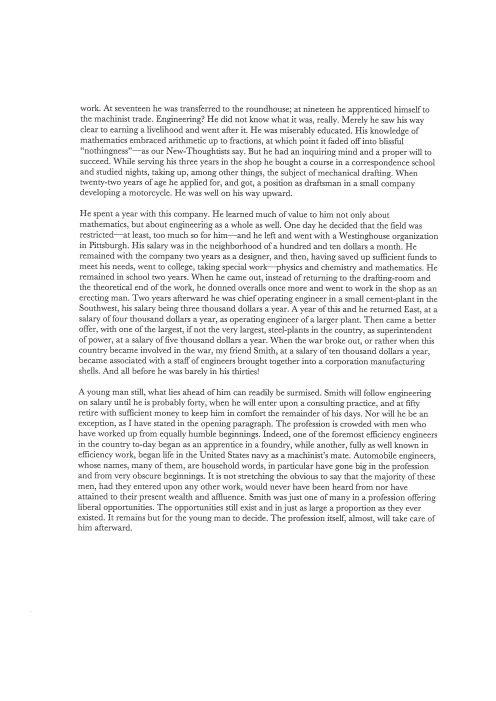 work. At seventeen he was transferred to the roundhouse; at nineteen he apprenticed himself to
the machinist trade. Engineering? He did not know what it was, really. Merely he saw his way
clear to earning a livelihood and went after it. He was miserably educated. His knowledge of
mathematics embraced arithmetic up to fractions, at which point it faded off into blissful
"nothingness"—as our New-Thoughtists say. But he had an inquiring mind and a proper will to
succeed. While serving his three years in the shop he bought a course in a correspondence school
and studied nights, taking up, among other things, the subject of mechanical drafting. When
twenty-two years of age he applied for, and got, a position as draftsman in a small company
developing a motorcycle. He was well on his way upward.

He spent a year with this company. He learned much of value to him not only about
mathematics, but about engineering as a whole as well. One day he decided that the field was
restricted—at least, too much so for him—and he left and went with a Westinghouse organization
in Pittsburgh. His salary was in the neighborhood of a hundred and ten dollars a month. He
remained with the company two years as a designer, and then, having saved up sufficient funds to
meet his needs, went to college, taking special work—physics and chemistry and mathematics. He
remained in school two years. When he came out, instead of returning to the drafting-room and
the theoretical end of the work, he donned overalls once more and went to work in the shop as an
erecting man. Two years afterward he was chief operating engineer in a small cement-plant in the
Southwest, his salary being three thousand dollars a year. A year of this and he returned East, at a
salary of four thousand dollars a year, as operating engineer of a larger plant. Then came a better
offer, with one of the largest, if not the very largest, steel-plants in the country, as superintendent
of power, at a salary of five thousand dollars a year. When the war broke out, or rather when this
country became involved in the war, my friend Smith, at a salary of ten thousand dollars a year,
became associated with a staff of engineers brought together into a corporation manufacturing
shells. And all before he was barely in his thirties!

A young man still, what lies ahead of him can readily be surmised. Smith will follow engineering
on salary until he is probably forty, when he will enter upon a consulting practice, and at fifty
retire with sufficient money to keep him in comfort the remainder of his days. Nor will he be an
exception, as I have stated in the opening paragraph. The profession is crowded with men who
have worked up from equally humble beginnings. Indeed, one of the foremost efficiency engineers
in the country to-day began as an apprentice in a foundry, while another, fully as well known in
efficiency work, began life in the United States navy as a machinist's mate. Automobile engineers,
whose names, many of them, are household words, in particular have gone big in the profession
and from very obscure beginnings. It is not stretching the obvious to say that the majority of these
men, had they entered upon any other work, would never have been heard from nor have
attained to their present wealth and affluence. Smith was just one of many in a profession offering
liberal opportunities. The opportunities still exist and in just as large a proportion as they ever
existed. It remains but for the young man to decide. The profession itself, almost, will take care of
him afterward.